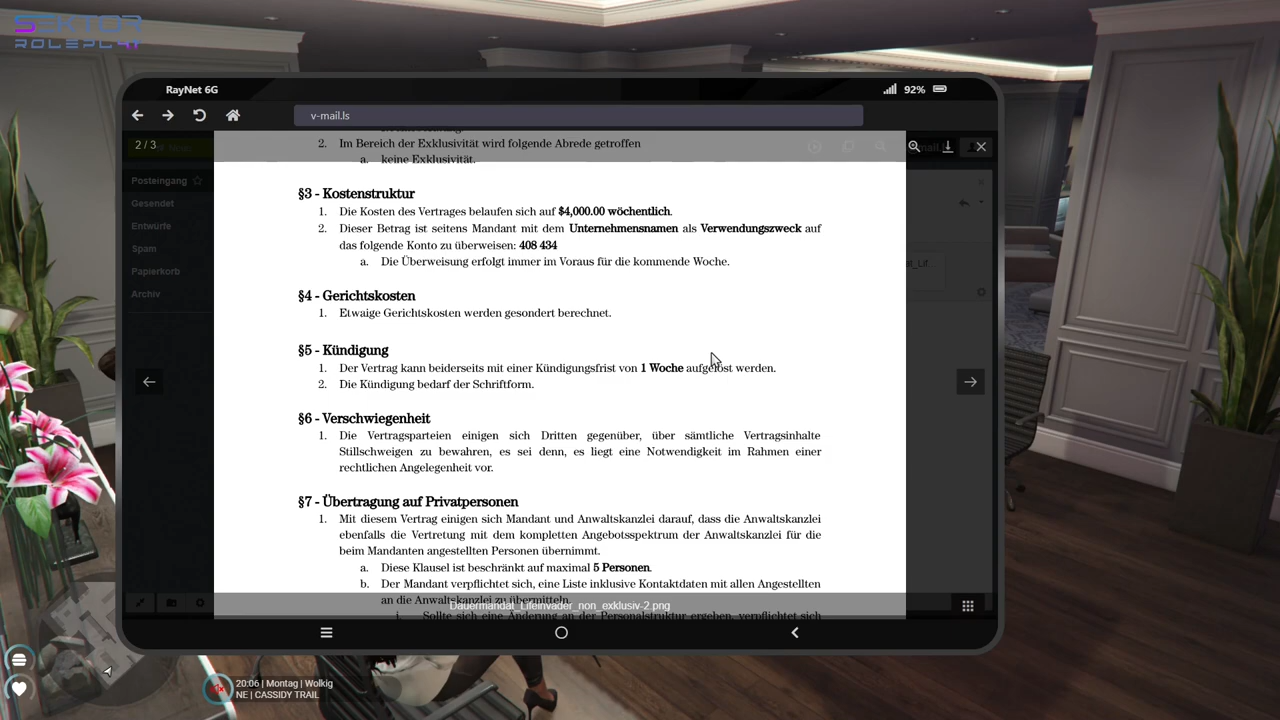 SEKTOR
ROLEPLAY
RayNet 6G
92%
v-mail.ls
2 / 3
2. Im Bereich der Exklusivität wird folgende Abrede getroffen
a. keine Exklusivität.
Posteingang
Gesendet
Entwürfe
Spam
Papierkorb
Archiv
§3 - Kostenstruktur
1. Die Kosten des Vertrages belaufen sich auf $4,000.00 wöchentlich.
2. Dieser Betrag ist seitens Mandant mit dem Unternehmensnamen als Verwendungszweck auf
das folgende Konto zu überweisen: 408 434
a. Die Überweisung erfolgt immer im Voraus für die kommende Woche.
§4 - Gerichtskosten
1. Etwaige Gerichtskosten werden gesondert berechnet.
§5 - Kündigung
1. Der Vertrag kann beiderseits mit einer Kündigungsfrist von 1 Woche aufgelöst werden.
2. Die Kündigung bedarf der Schriftform.
§6 - Verschwiegenheit
1. Die Vertragsparteien einigen sich Dritten gegenüber, über sämtliche Vertragsinhalte
Stillschweigen zu bewahren, es sei denn, es liegt eine Notwendigkeit im Rahmen einer
rechtlichen Angelegenheit vor.
§7 - Übertragung auf Privatpersonen
1. Mit diesem Vertrag einigen sich Mandant und Anwaltskanzlei darauf, dass die Anwaltskanzlei
ebenfalls die Vertretung mit dem kompletten Angebotsspektrum der Anwaltskanzlei für die
beim Mandanten angestellten Personen übernimmt.
a. Diese Klausel ist beschränkt auf maximal 5 Personen.
b. Der Mandant verpflichtet sich, eine Liste inklusive Kontaktdaten mit allen Angestellten
an die Anwaltskanzlei zu übermitteln.
Dauermandat_Lifeinvader_non_exklusiv-2.png
i. Sollte sich eine Änderung an der Personalstruktur ergeben, verpflichtet sich
20:06 | Montag | Wolkig
NE | CASSIDY TRAIL